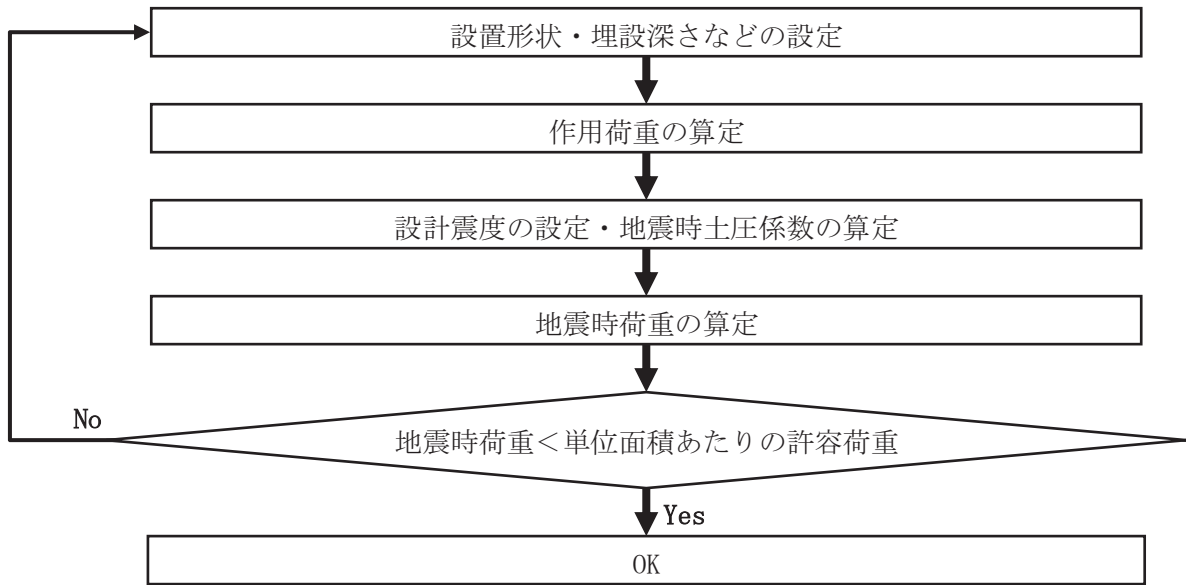 設置形状・埋設深さなどの設定
作用荷重の算定
設計震度の設定・地震時土圧係数の算定
地震時荷重の算定
No
地震時荷重＜単位面積あたりの許容荷重
Yes
OK